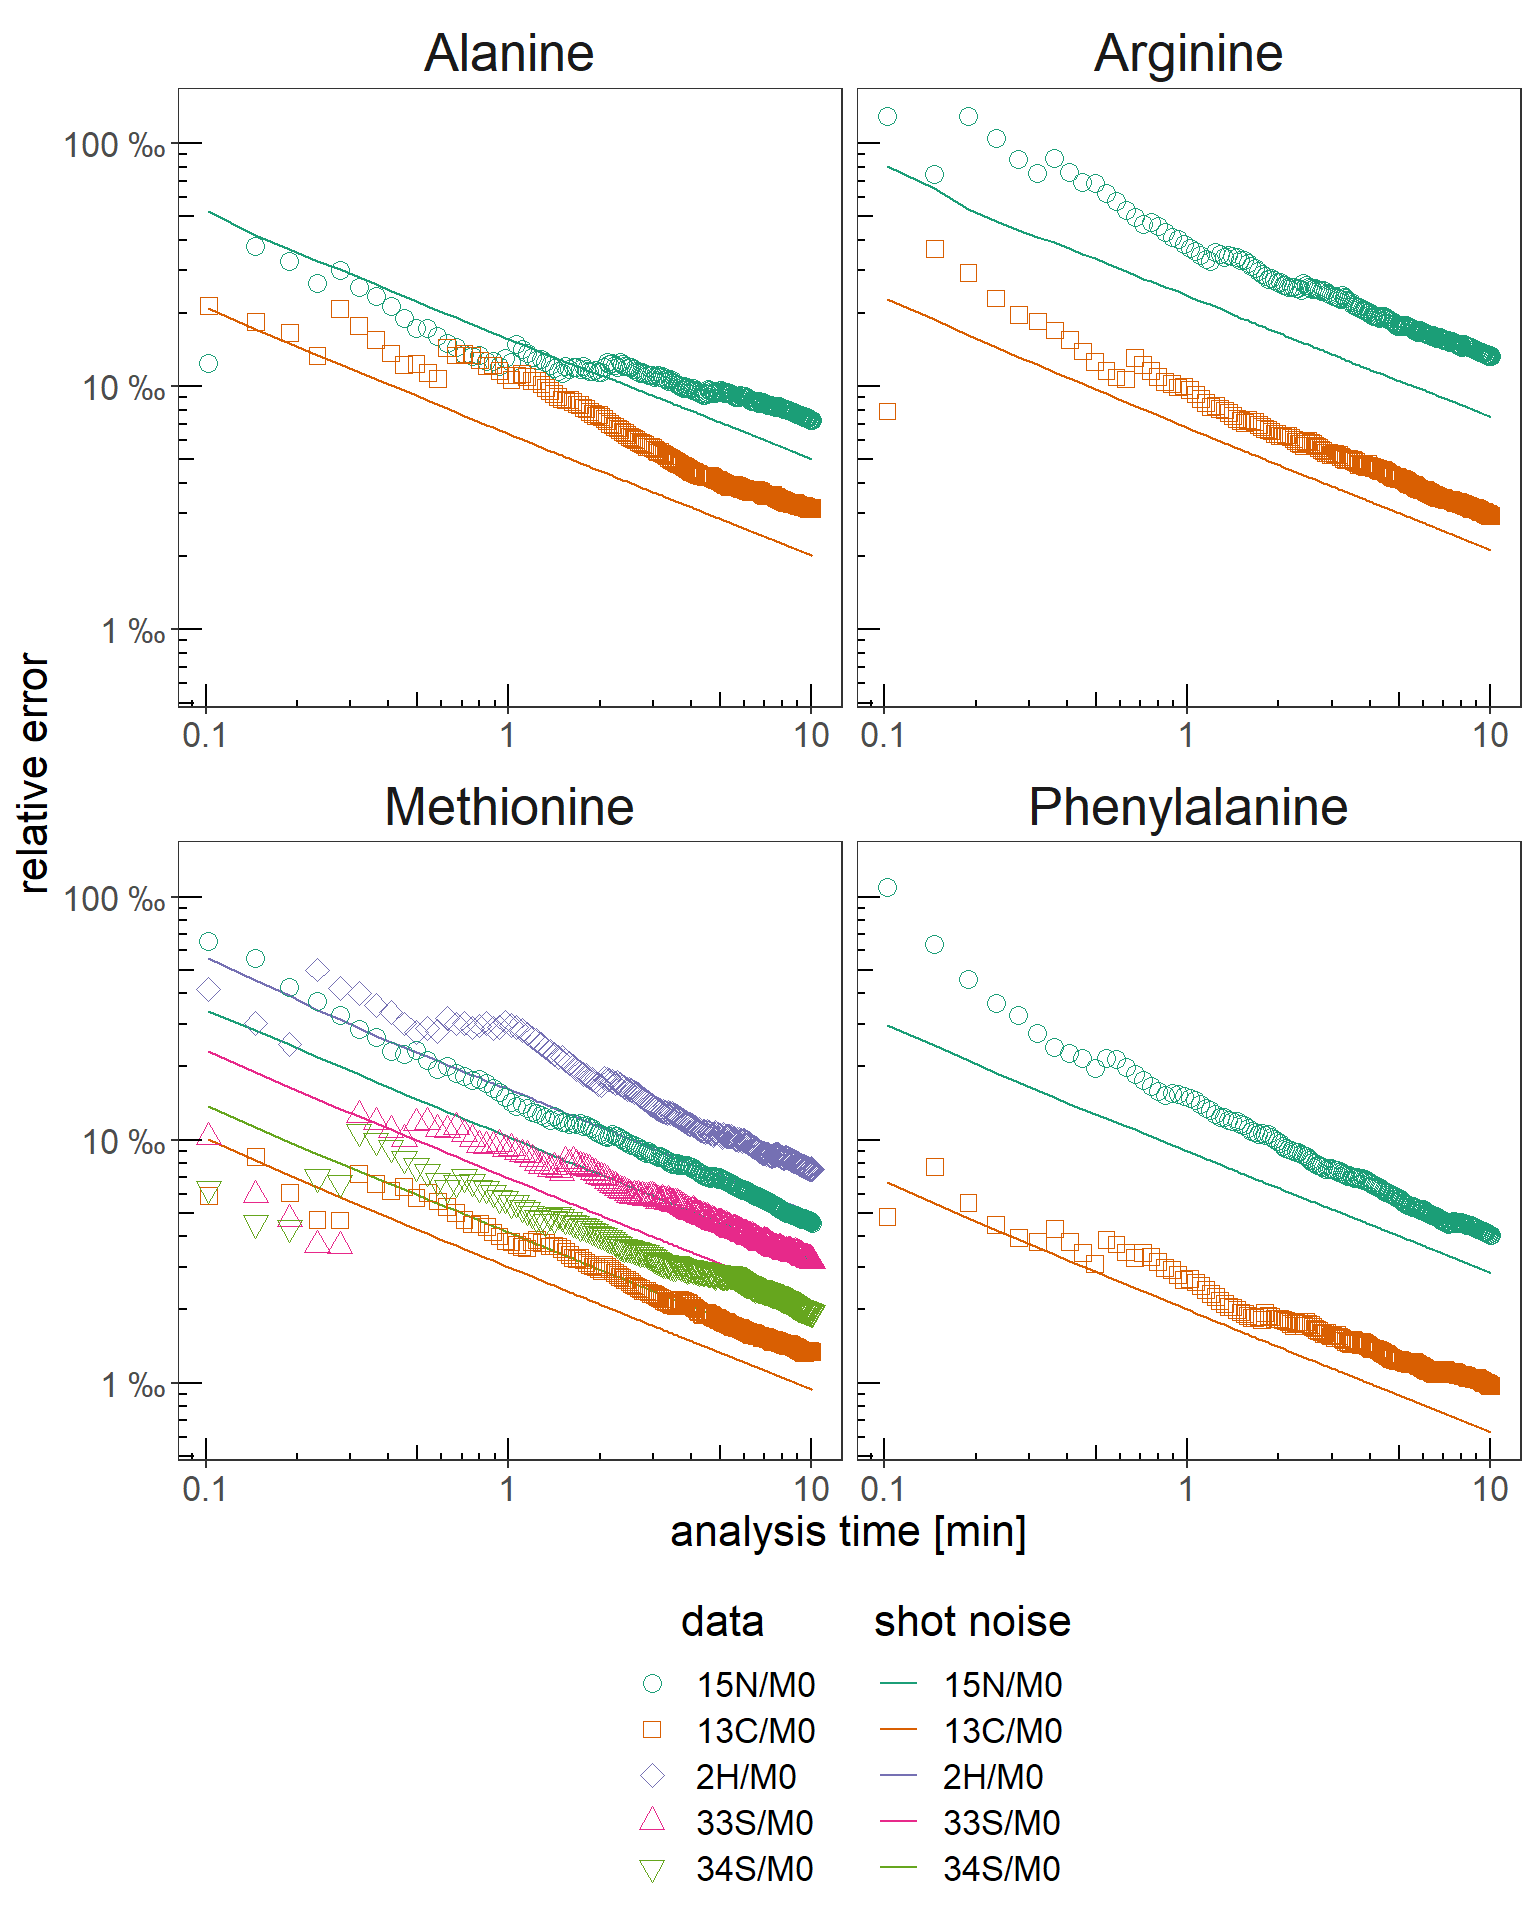 Alanine
Arginine
100 ‰
10 ‰
1 ‰
0.1 1 10
0.1 1 10
relative error
Methionine
Phenylalanine
100 ‰
10 ‰
1 ‰
0.1 1 10
0.1 1 10
analysis time [min]
data
15N/M0
13C/M0
2H/M0
33S/M0
34S/M0
shot noise
15N/M0
13C/M0
2H/M0
33S/M0
34S/M0